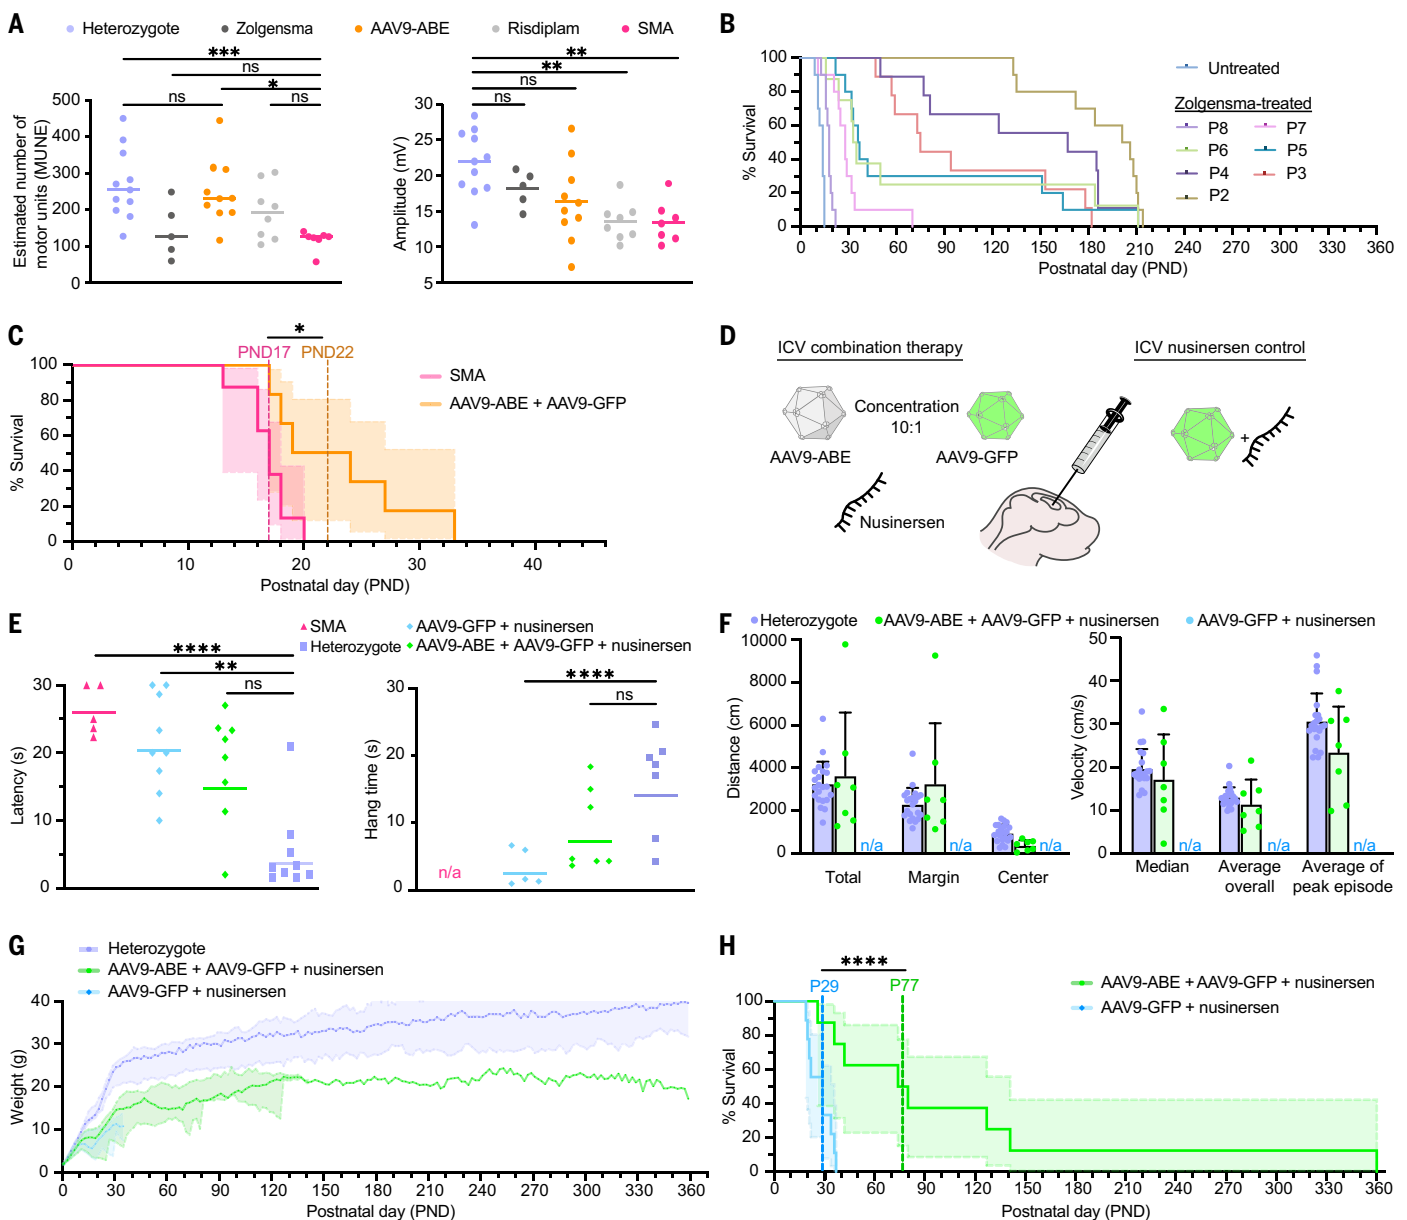 A
Heterozygote
Zolgensma
AAV9-ABE
Risdiplam
SMA
***
ns
*
ns
ns
Estimated number of
motor units (MUNE)
500
400
300
200
100
0
**
**
ns
ns
Amplitude (mV)
30
25
20
15
10
5
B
% Survival
100
80
60
40
20
0
0 30 60 90 120 150 180 210 240 270 300 330 360
Postnatal day (PND)
Untreated
Zolgensma-treated
P8 P7
P6 P5
P4 P3
P2
C
*
PND17 PND22
% Survival
100
80
60
40
20
0
0 10 20 30 40
Postnatal day (PND)
SMA
AAV9-ABE + AAV9-GFP
D
ICV combination therapy
ICV nusinersen control
Concentration
10:1
AAV9-ABE
AAV9-GFP
Nusinersen
+
E
SMA
AAV9-GFP + nusinersen
Heterozygote
AAV9-ABE + AAV9-GFP + nusinersen
****
**
ns
Latency (s)
30
20
10
0
****
ns
Hang time (s)
30
20
10
0
n/a
F
Heterozygote
AAV9-ABE + AAV9-GFP + nusinersen
AAV9-GFP + nusinersen
Distance (cm)
10000
8000
6000
4000
2000
0
n/a
n/a
n/a
Total
Margin
Center
Velocity (cm/s)
50
40
30
20
10
0
n/a
n/a
n/a
Median
Average
overall
Average of
peak episode
G
Heterozygote
AAV9-ABE + AAV9-GFP + nusinersen
AAV9-GFP + nusinersen
Weight (g)
40
30
20
10
0
0 30 60 90 120 150 180 210 240 270 300 330 360
Postnatal day (PND)
H
****
P29
P77
AAV9-ABE + AAV9-GFP + nusinersen
AAV9-GFP + nusinersen
% Survival
100
80
60
40
20
0
0 30 60 90 120 150 180 210 240 270 300 330 360
Postnatal day (PND)